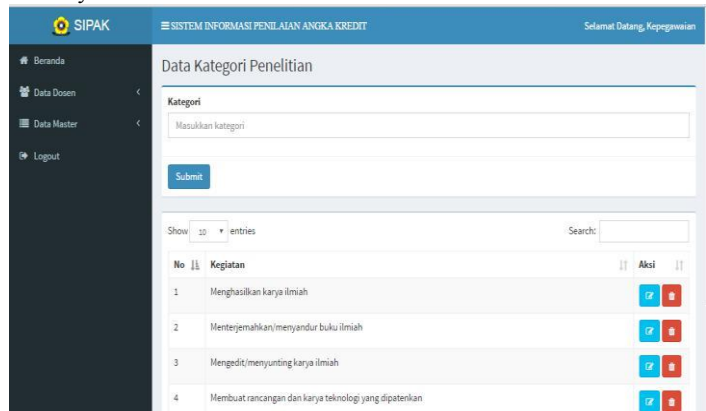 SIPAK
SISTEM INFORMASI PENILAIAN ANGKA KREDIT
Selamat Datang, Kepegawaian
Beranda
Data Dosen
Data Master
Logout
Data Kategori Penelitian
Kategori
Masukkan kategori
Submit
Show 10 entries
Search:
No Kegiatan Aksi
1 Menghasilkan karya ilmiah
2 Menterjemahkan/menyandur buku ilmiah
3 Mengedit/menyunting karya ilmiah
4 Membuat rancangan dan karya teknologi yang dipatenkan